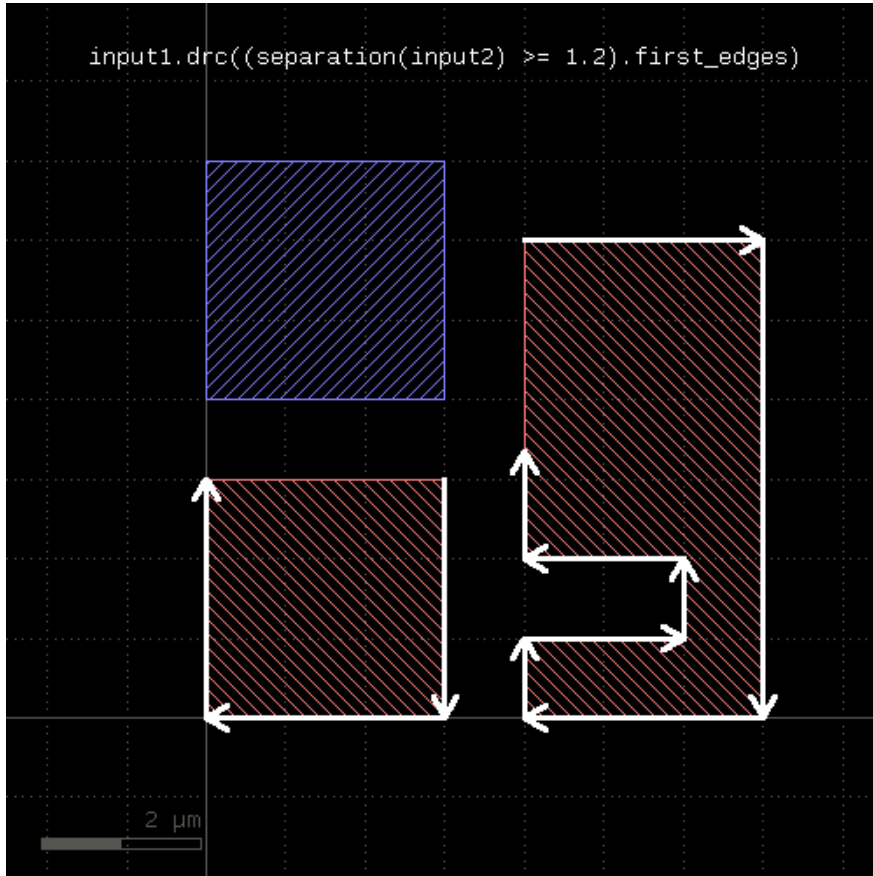 input1.drc((separation(input2) >= 1.2).first_edges)
2 µm